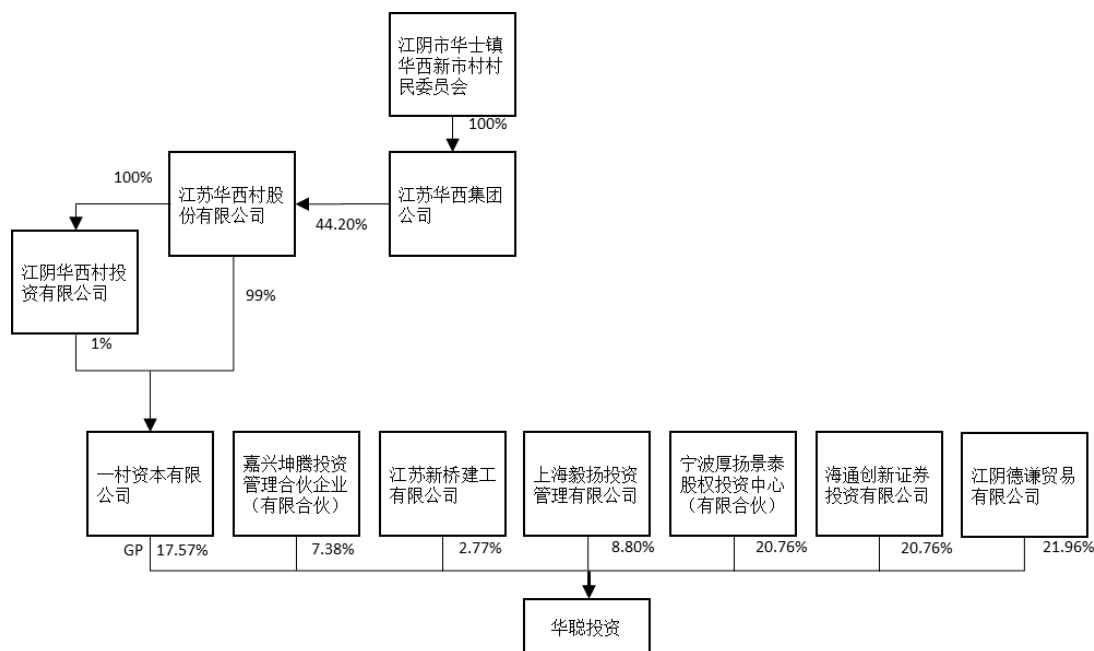 江阴市华士镇
华西新市村村
民委员会
100%
江苏华西村股
份有限公司
江苏华西集团
公司
100%
44.20%
江阴华西村投
资有限公司
99%
1%
一村资本有限
公司
嘉兴坤腾投资
管理合伙企业
（有限合伙）
江苏新桥建工
有限公司
上海毅扬投资
管理有限公司
宁波厚扬景泰
股权投资中心
（有限合伙）
海通创新证券
投资有限公司
江阴德谦贸易
有限公司
GP 17.57%
7.38%
2.77%
8.80%
20.76%
20.76%
21.96%
华聪投资